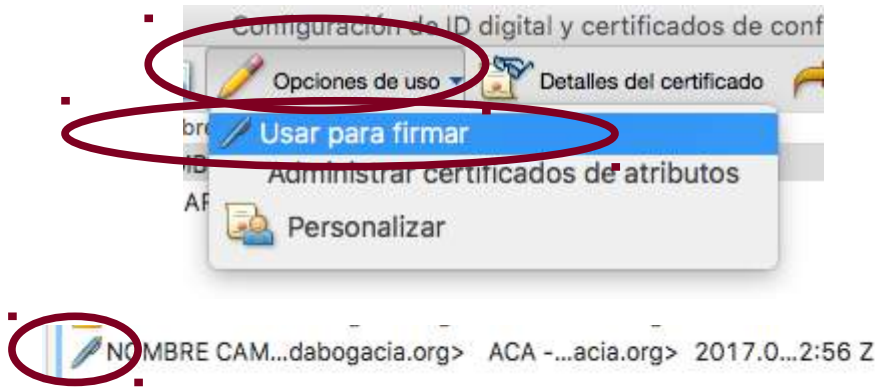 Configuración de ID digital y certificados de conf
Opciones de uso
Detalles del certificado
bre
Usar para firmar
Administrar certificados de atributos
Personalizar
NOMBRE CAM...dabogacia.org> ACA -...acia.org> 2017.0...2:56 Z